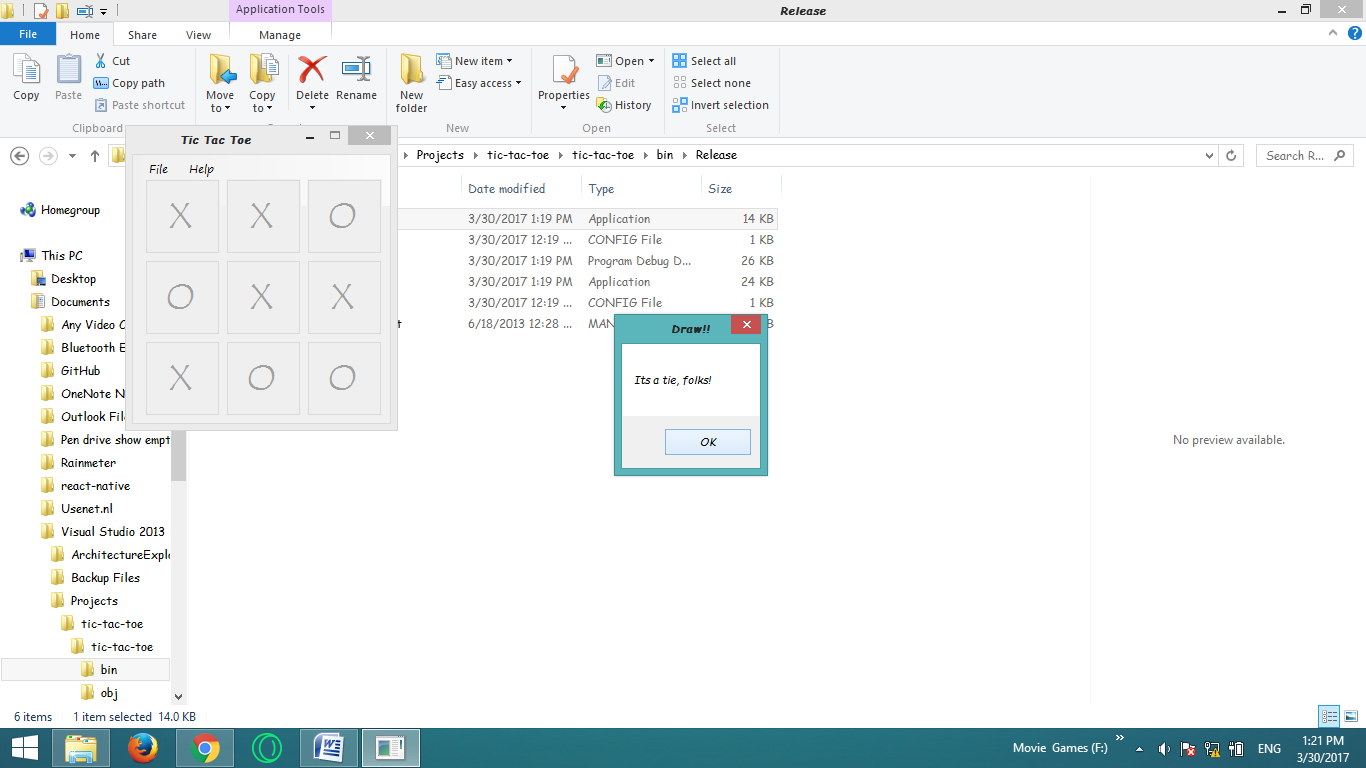 Application Tools
Release
File Home Share View Manage
Copy
Paste
Cut
Copy path
Paste shortcut
Clipboard
Move to
Copy to
Delete
Rename
New folder
New item
Easy access
New
Properties
Open
Edit
History
Open
Select all
Select none
Invert selection
Select
Projects tic-tac-toe tic-tac-toe bin Release
Search R...
Tic Tac Toe
File Help
X X O
O X X
X O O
Date modified Type Size
3/30/2017 1:19 PM Application 14 KB
3/30/2017 12:19 ... CONFIG File 1 KB
3/30/2017 1:19 PM Program Debug D... 26 KB
3/30/2017 1:19 PM Application 24 KB
3/30/2017 12:19 ... CONFIG File 1 KB
6/18/2013 12:28 ...
Draw!!
Its a tie, folks!
OK
No preview available.
Homegroup
This PC
Desktop
Documents
Any Video
Bluetooth
GitHub
OneNote
Outlook
Pen drive show empt
Rainmeter
react-native
Usenet.nl
Visual Studio 2013
ArchitectureExpl
Backup Files
Projects
tic-tac-toe
tic-tac-toe
bin
obj
6 items 1 item selected 14.0 KB
Movie Games (F:)
ENG
1:21 PM
3/30/2017